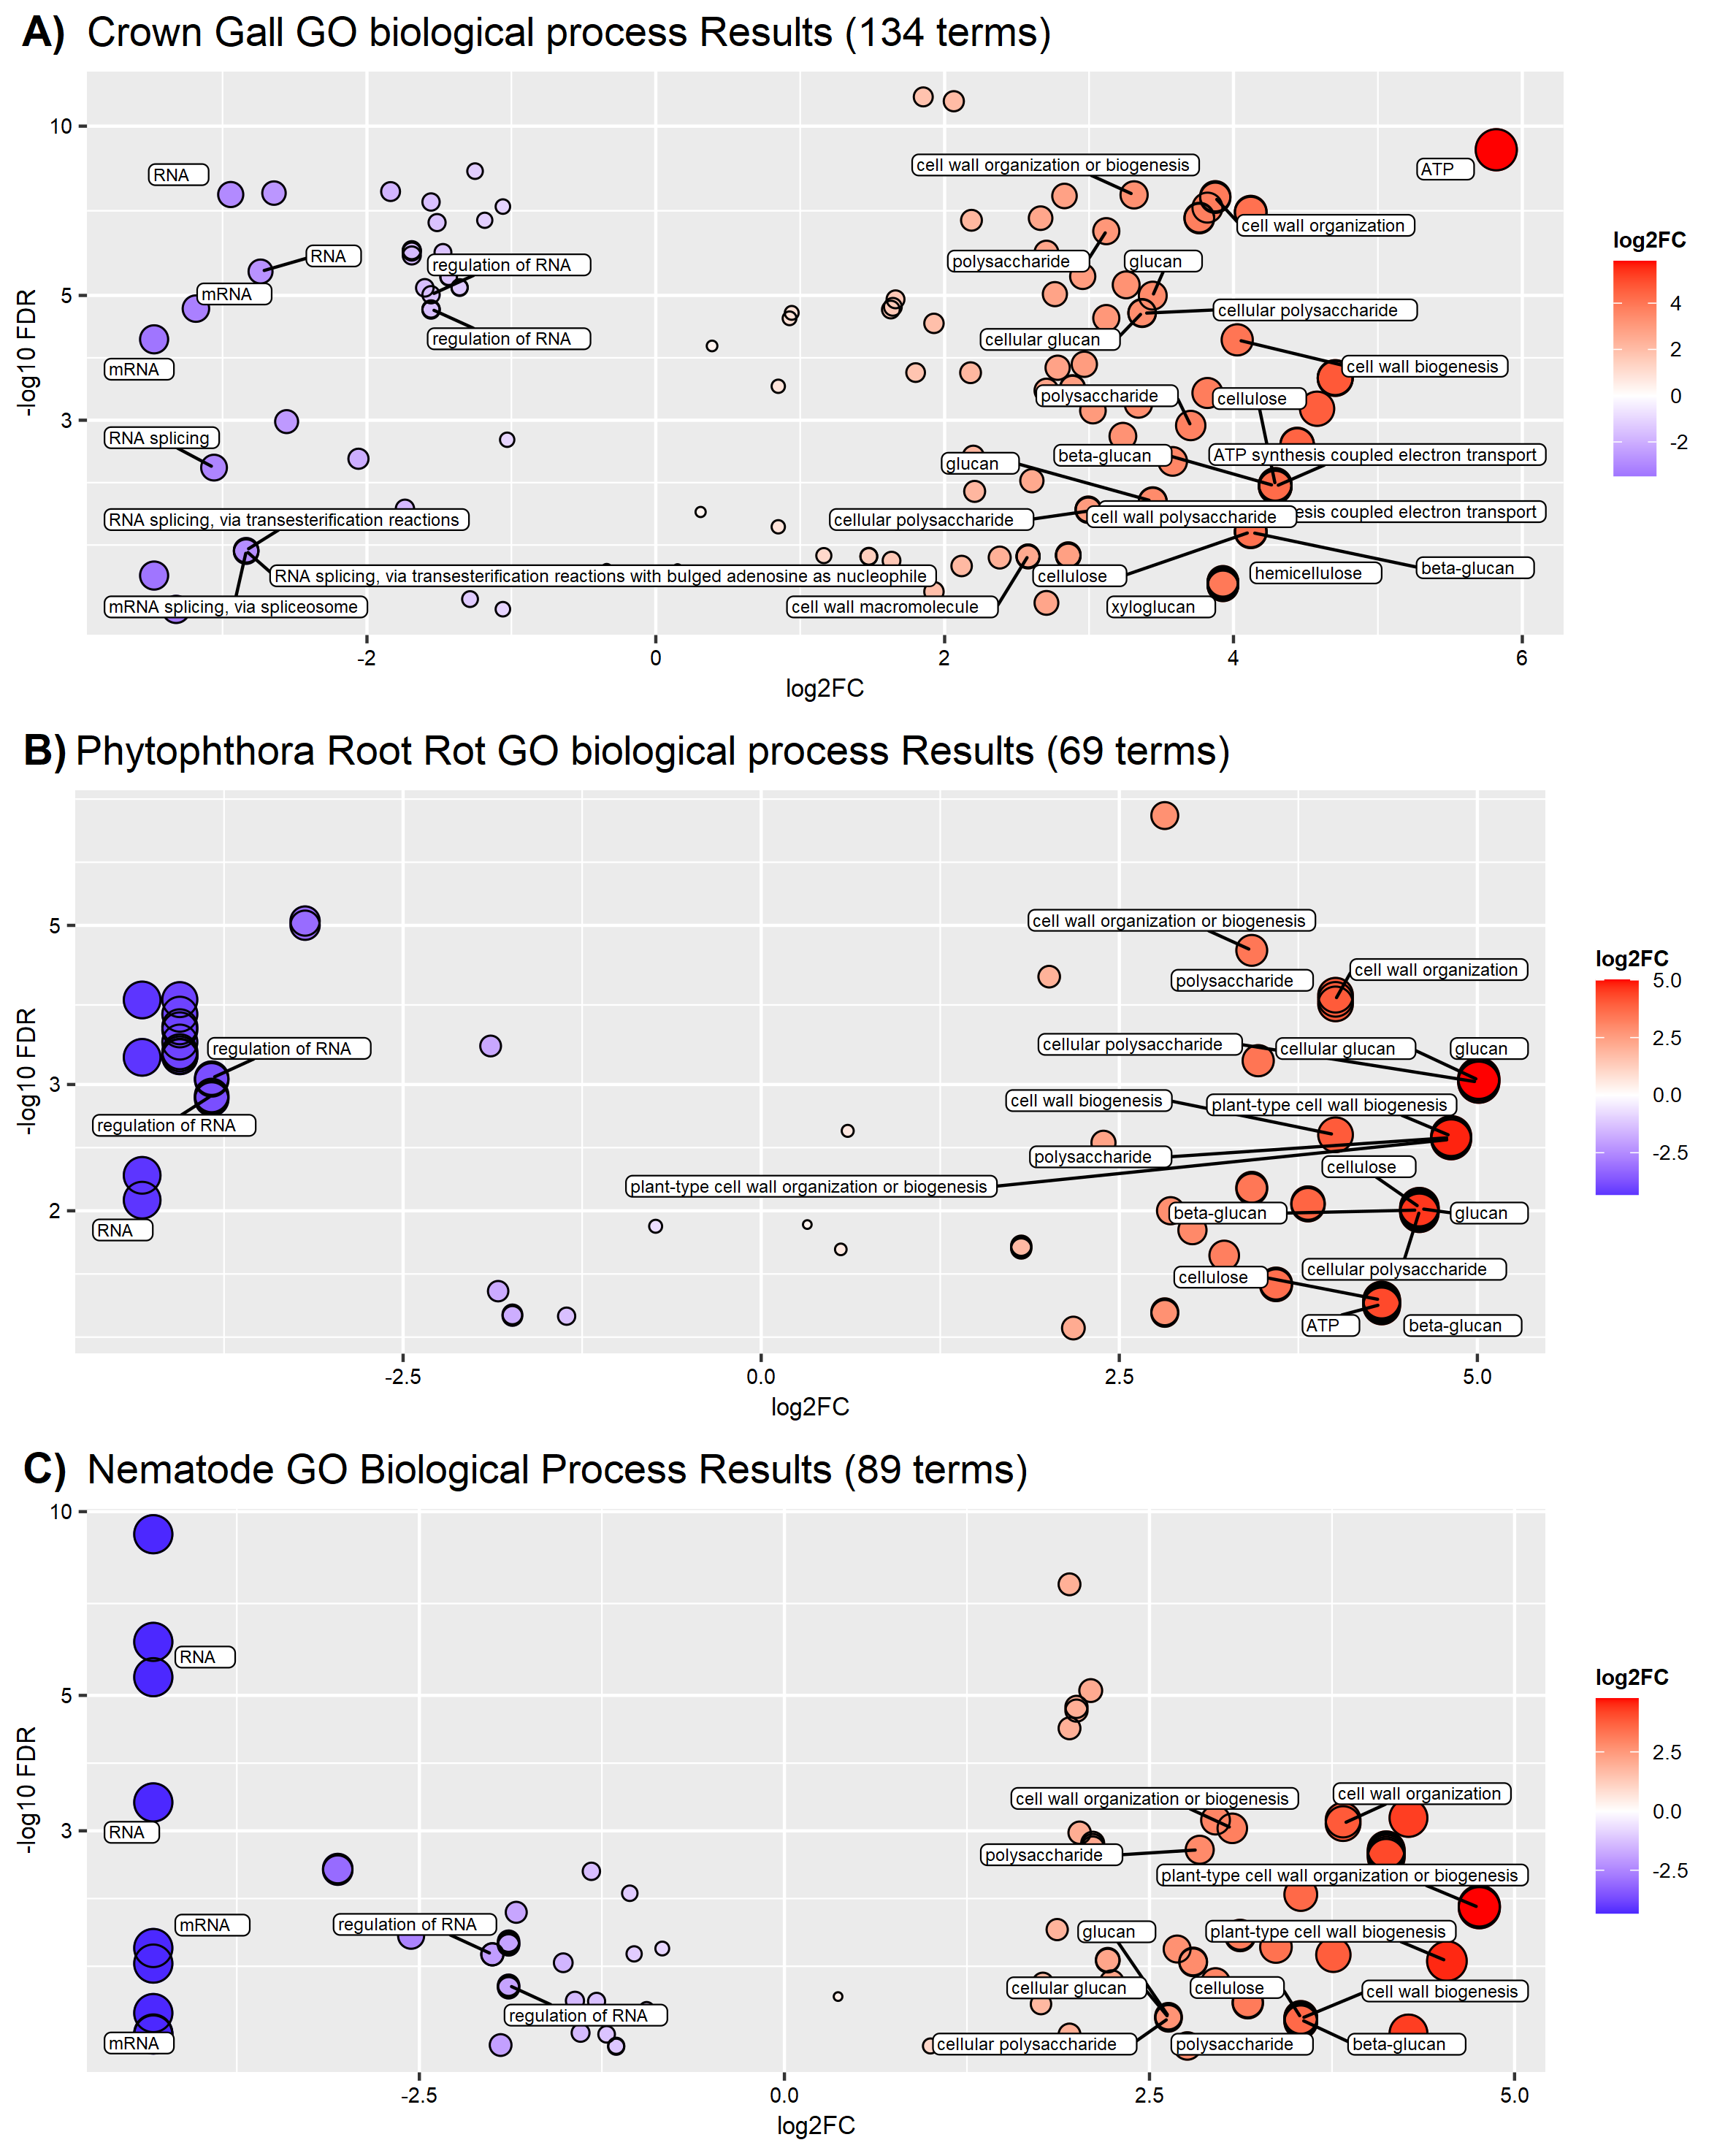 A) Crown Gall GO biological process Results (134 terms)
10
5
3
-log10 FDR
RNA
RNA
mRNA
mRNA
regulation of RNA
regulation of RNA
RNA splicing
RNA splicing, via transesterification reactions
RNA splicing, via transesterification reactions with bulged adenosine as nucleophile
mRNA splicing, via spliceosome
cell wall organization or biogenesis
ATP
cell wall organization
polysaccharide
glucan
cellular polysaccharide
cellular glucan
cell wall biogenesis
polysaccharide
cellulose
glucan
beta-glucan
ATP synthesis coupled electron transport
cellular polysaccharide
cell wall polysaccharide
esis coupled electron transport
cellulose
hemicellulose
beta-glucan
cell wall macromolecule
xyloglucan
-2
0
2
4
6
log2FC
log2FC
4
2
0
-2
B) Phytophthora Root Rot GO biological process Results (69 terms)
5
3
2
-log10 FDR
regulation of RNA
regulation of RNA
RNA
cell wall organization or biogenesis
polysaccharide
cell wall organization
cellular polysaccharide
cellular glucan
glucan
cell wall biogenesis
plant-type cell wall biogenesis
polysaccharide
cellulose
plant-type cell wall organization or biogenesis
beta-glucan
glucan
cellular polysaccharide
cellulose
ATP
beta-glucan
-2.5
0.0
2.5
5.0
log2FC
log2FC
5.0
2.5
0.0
-2.5
C) Nematode GO Biological Process Results (89 terms)
10
5
3
-log10 FDR
RNA
RNA
mRNA
mRNA
regulation of RNA
regulation of RNA
cell wall organization or biogenesis
cell wall organization
polysaccharide
plant-type cell wall organization or biogenesis
glucan
plant-type cell wall biogenesis
cellular glucan
cellulose
cell wall biogenesis
cellular polysaccharide
polysaccharide
beta-glucan
-2.5
0.0
2.5
5.0
log2FC
log2FC
2.5
0.0
-2.5